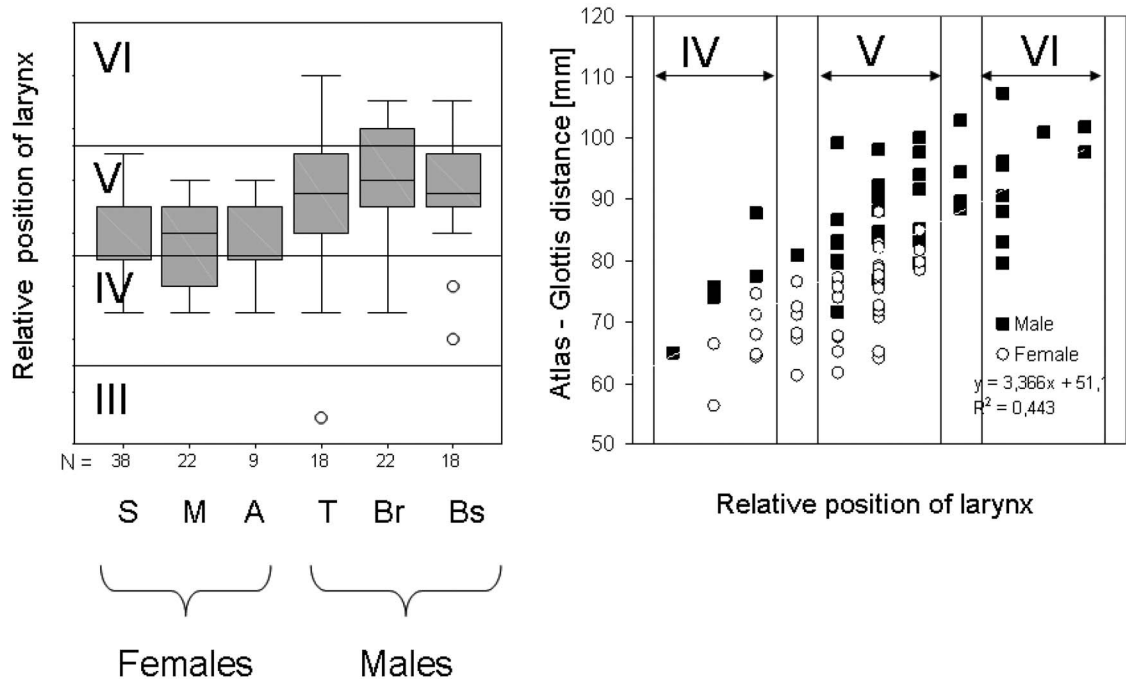 Relative position of larynx
VI
V
IV
III
N = 38 22 9 18 22 18
S M A T Br Bs
Females Males
Atlas - Glottis distance [mm]
120
110
100
90
80
70
60
50
IV V VI
Male
Female
y = 3,366x + 51,
R² = 0,443
Relative position of larynx